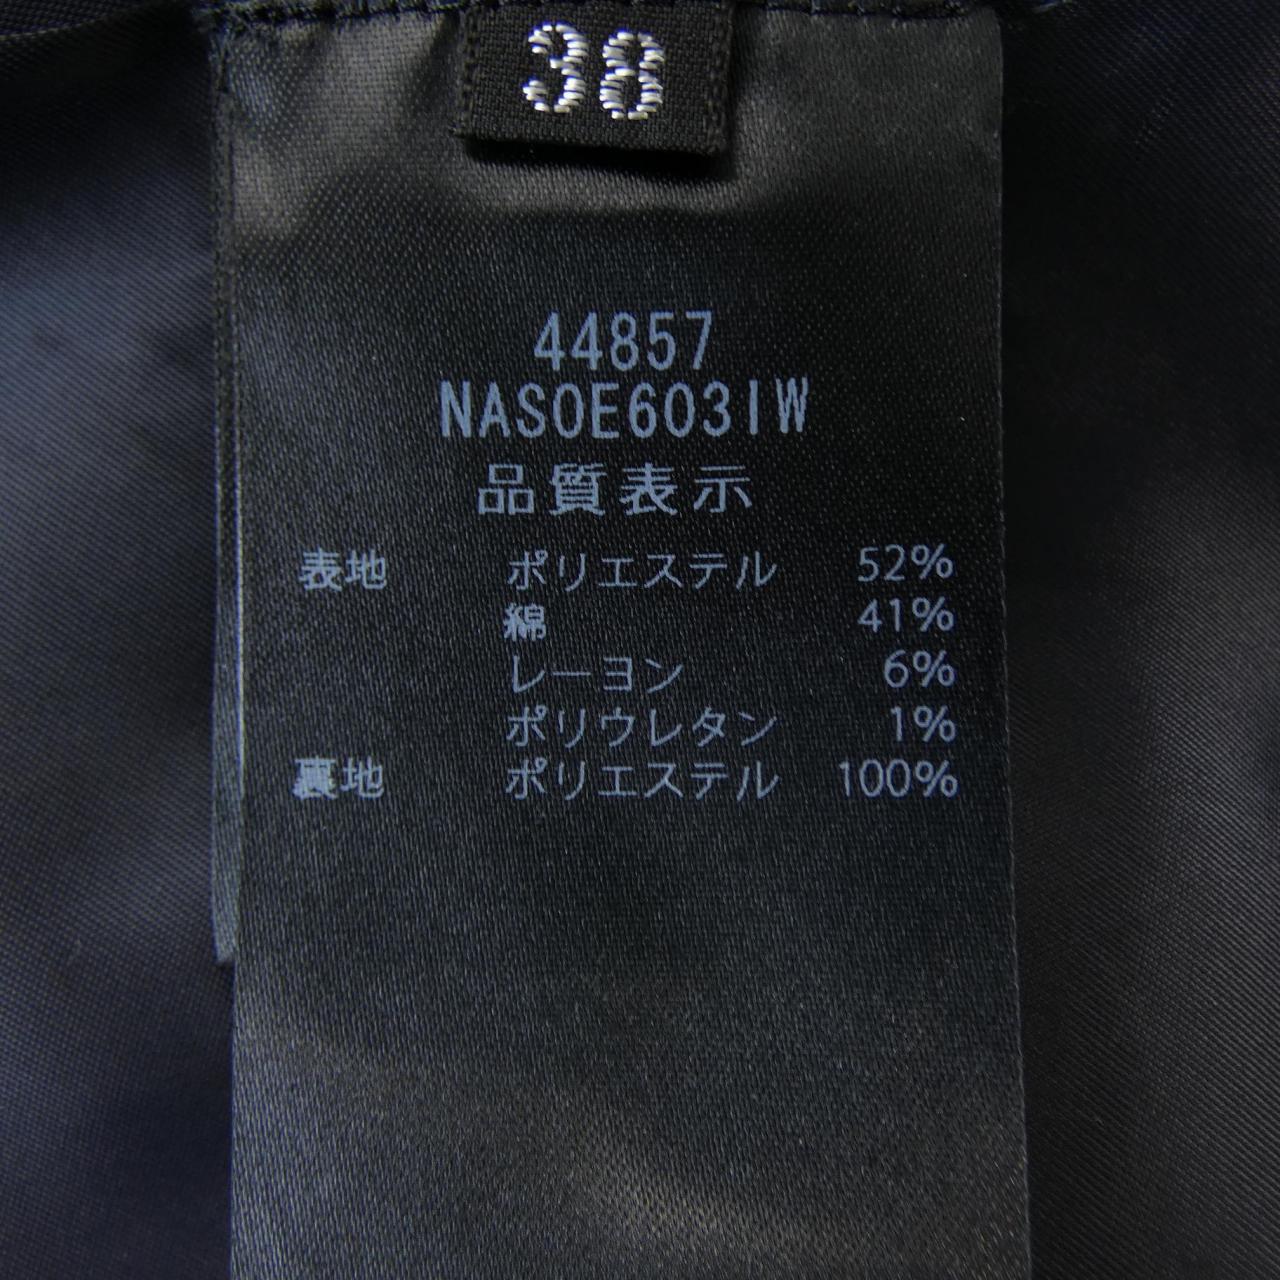 38
44857
NASOE6031W
品質表示
表地 ポリエステル 52%
綿 41%
レーヨン 6%
ポリウレタン 1%
裏地 ポリエステル 100%